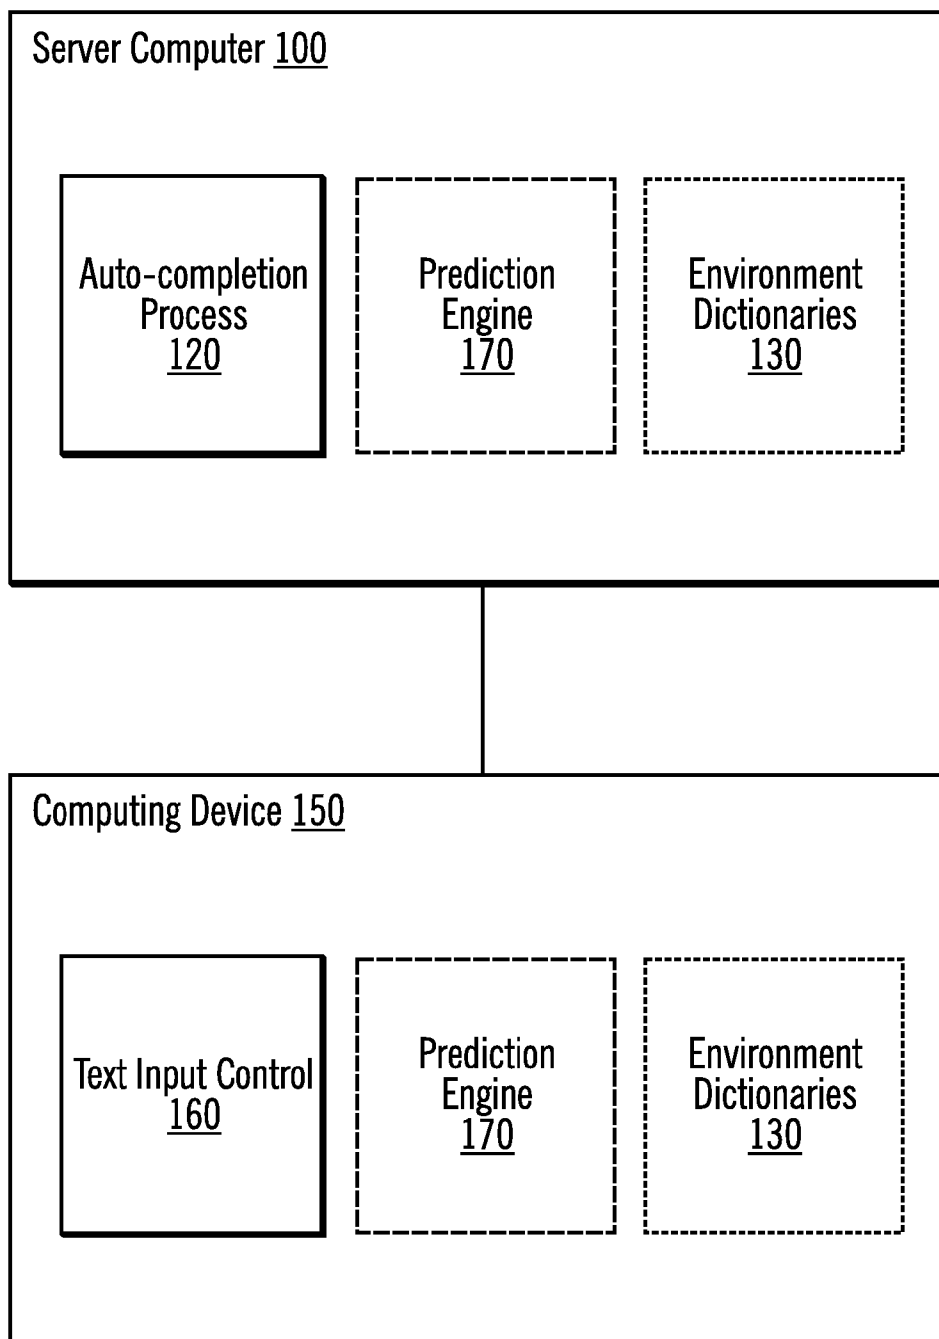 Server Computer 100
Auto-completion
Process
120
Prediction
Engine
170
Environment
Dictionaries
130
Computing Device 150
Text Input Control
160
Prediction
Engine
170
Environment
Dictionaries
130